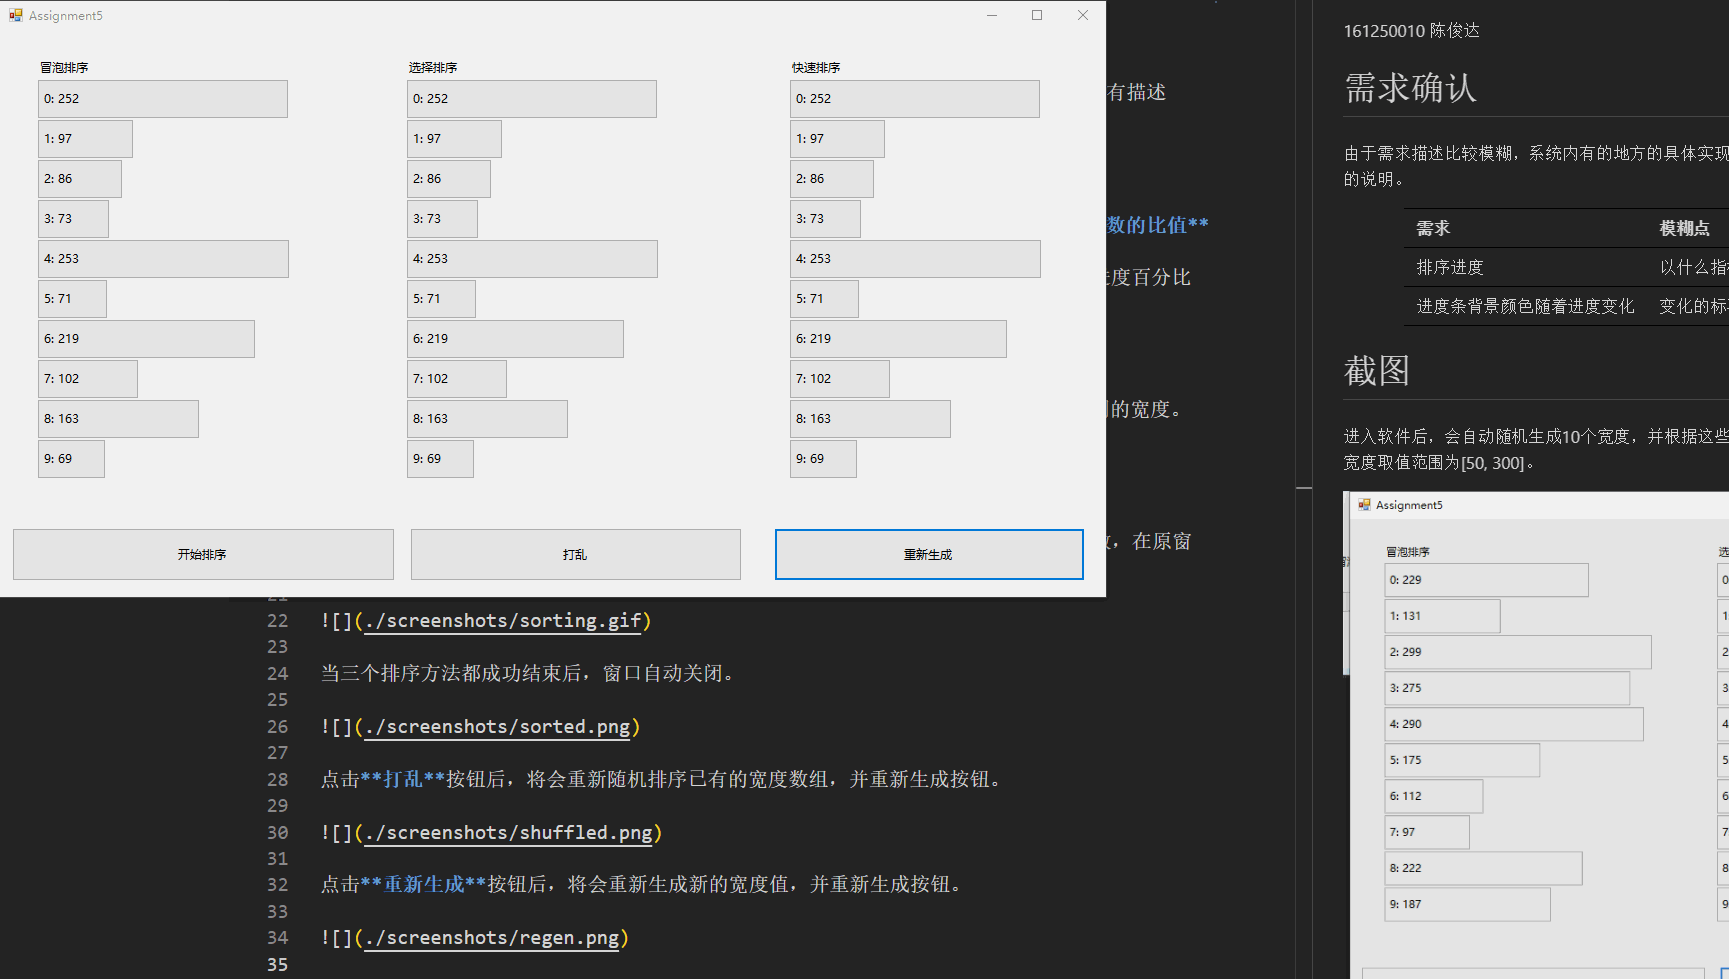 Assignment5
冒泡排序
0: 252
1: 97
2: 86
3: 73
4: 253
5: 71
6: 219
7: 102
8: 163
9: 69
选择排序
0: 252
1: 97
2: 86
3: 73
4: 253
5: 71
6: 219
7: 102
8: 163
9: 69
快速排序
0: 252
1: 97
2: 86
3: 73
4: 253
5: 71
6: 219
7: 102
8: 163
9: 69
开始排序
打乱
重新生成
有描述
数的比值**
度百分比
的宽度。
，在原窗
22 ![](./screenshots/sorting.gif)
23
24 当三个排序方法都成功结束后，窗口自动关闭。
25
26 ![](./screenshots/sorted.png)
27
28 点击**打乱**按钮后，将会重新随机排序已有的宽度数组，并重新生成按钮。
29
30 ![](./screenshots/shuffled.png)
31
32 点击**重新生成**按钮后，将会重新生成新的宽度值，并重新生成按钮。
33
34 ![](./screenshots/regen.png)
35
161250010 陈俊达
需求确认
由于需求描述比较模糊，系统内有的地方的具体实现
的说明。
需求 模糊点
排序进度 以什么指
进度条背景颜色随着进度变化 变化的标
截图
进入软件后，会自动随机生成10个宽度，并根据这些
宽度取值范围为[50, 300]。
Assignment5
冒泡排序
0: 229
1: 131
2: 299
3: 275
4: 290
5: 175
6: 112
7: 97
8: 222
9: 187
选
0
1
2
3
4
5
6
7
8
9